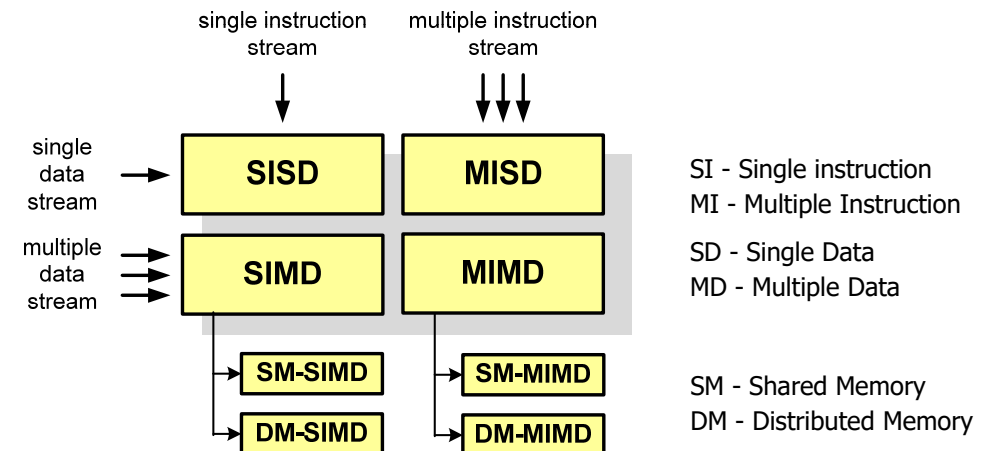 single instruction
stream
multiple instruction
stream
single
data
stream
SISD
MISD
SI - Single instruction
MI - Multiple Instruction
multiple
data
stream
SIMD
MIMD
SD - Single Data
MD - Multiple Data
SM-SIMD
SM-MIMD
SM - Shared Memory
DM-SIMD
DM-MIMD
DM - Distributed Memory